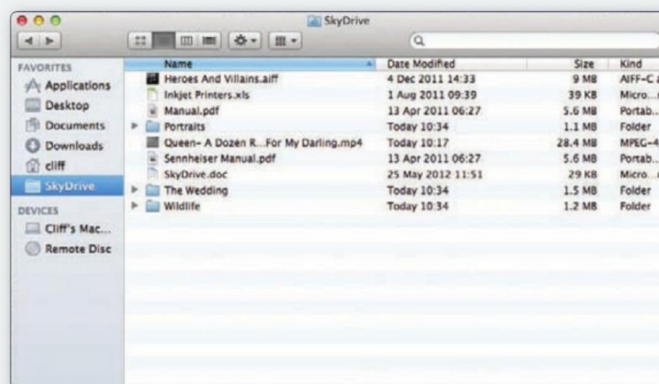 SkyDrive
FAVORITES
Applications
Desktop
Documents
Downloads
cliff
SkyDrive
DEVICES
Cliff's Mac...
Remote Disc
Name Date Modified Size Kind
Heroes And Villains.aiff 4 Dec 2011 14:33 9 MB AIFF-C a
Inkjet Printers.xls 1 Aug 2011 09:39 39 KB Micro...
Manual.pdf 13 Apr 2011 06:27 5.6 MB Portab...
Portraits Today 10:34 1.1 MB Folder
Queen- A Dozen R...For My Darling.mp4 Today 10:17 28.4 MB MPEG-4
Sennheiser Manual.pdf 13 Apr 2011 06:27 5.6 MB Portab...
SkyDrive.doc 25 May 2012 11:51 29 KB Micro...
The Wedding Today 10:34 1.5 MB Folder
Wildlife Today 10:34 1.2 MB Folder